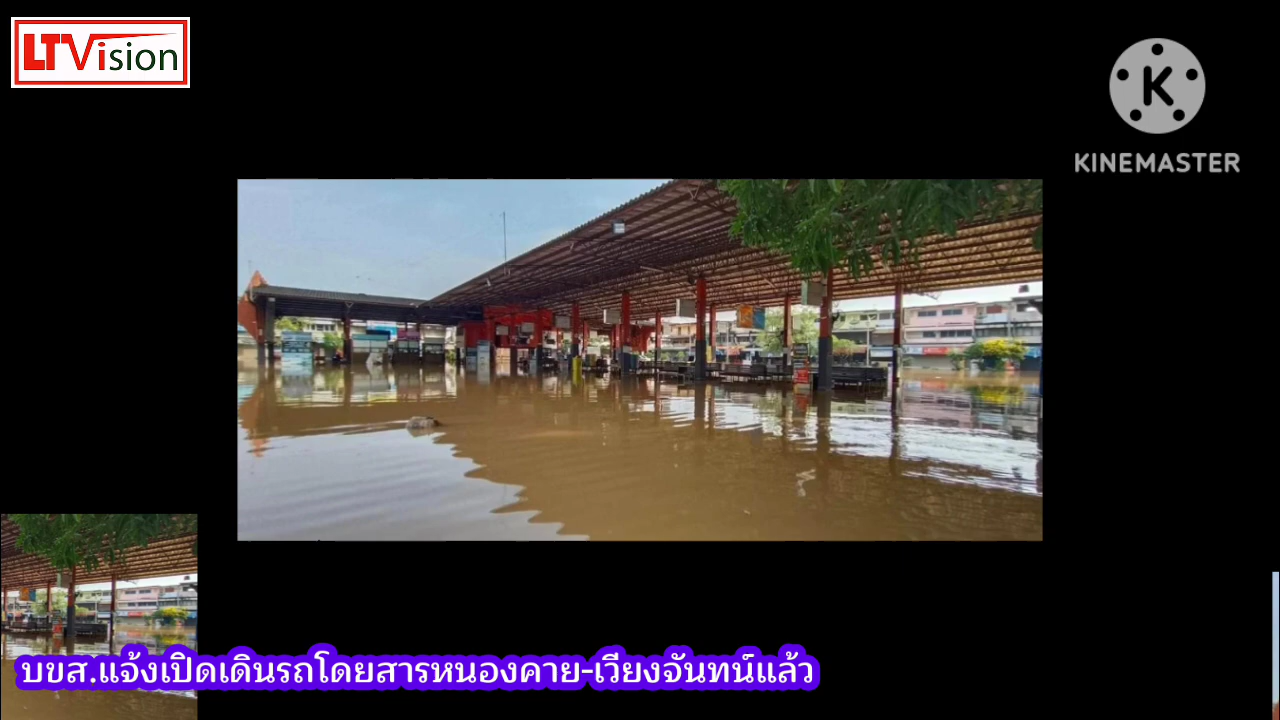 LTVision
K
KINEMASTER
บขส.แจ้งเปิดเดินรถโดยสารหนองคาย-เวียงจันทน์แล้ว